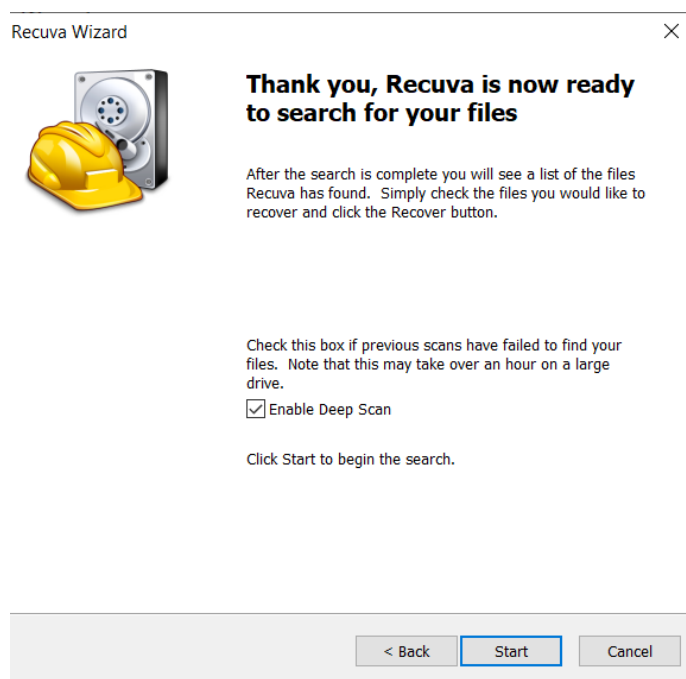 Recuva Wizard
Thank you, Recuva is now ready
to search for your files
After the search is complete you will see a list of the files
Recuva has found.  Simply check the files you would like to
recover and click the Recover button.
Check this box if previous scans have failed to find your
files.  Note that this may take over an hour on a large
drive.
Enable Deep Scan
Click Start to begin the search.
< Back
Start
Cancel